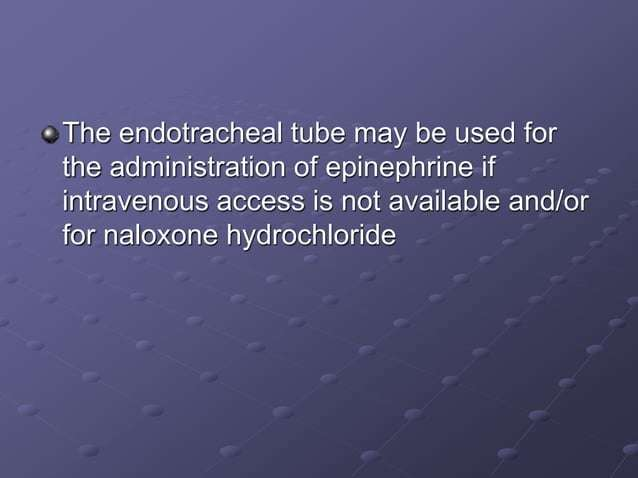 The endotracheal tube may be used for
the administration of epinephrine if
intravenous access is not available and/or
for naloxone hydrochloride